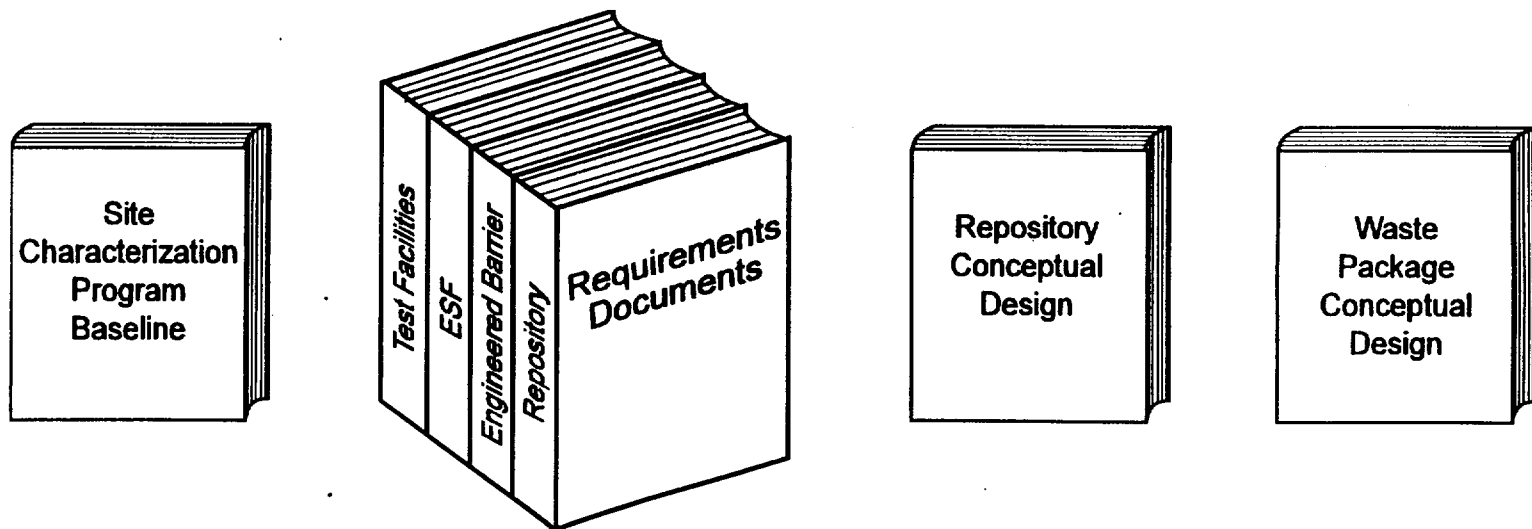 Site
Characterization
Program
Baseline
Test Facilities
ESF
Engineered Barrier
Repository
Requirements
Documents
Repository
Conceptual
Design
Waste
Package
Conceptual
Design